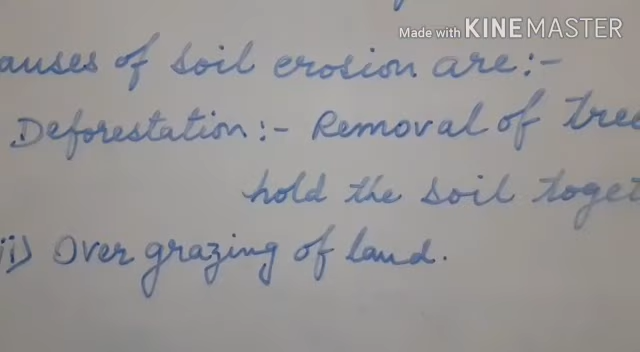 Made with KINEMASTER
auses of soil erosion are:-
Deforestation:- Removal of tree
hold the soil toget
ii) Over grazing of land.